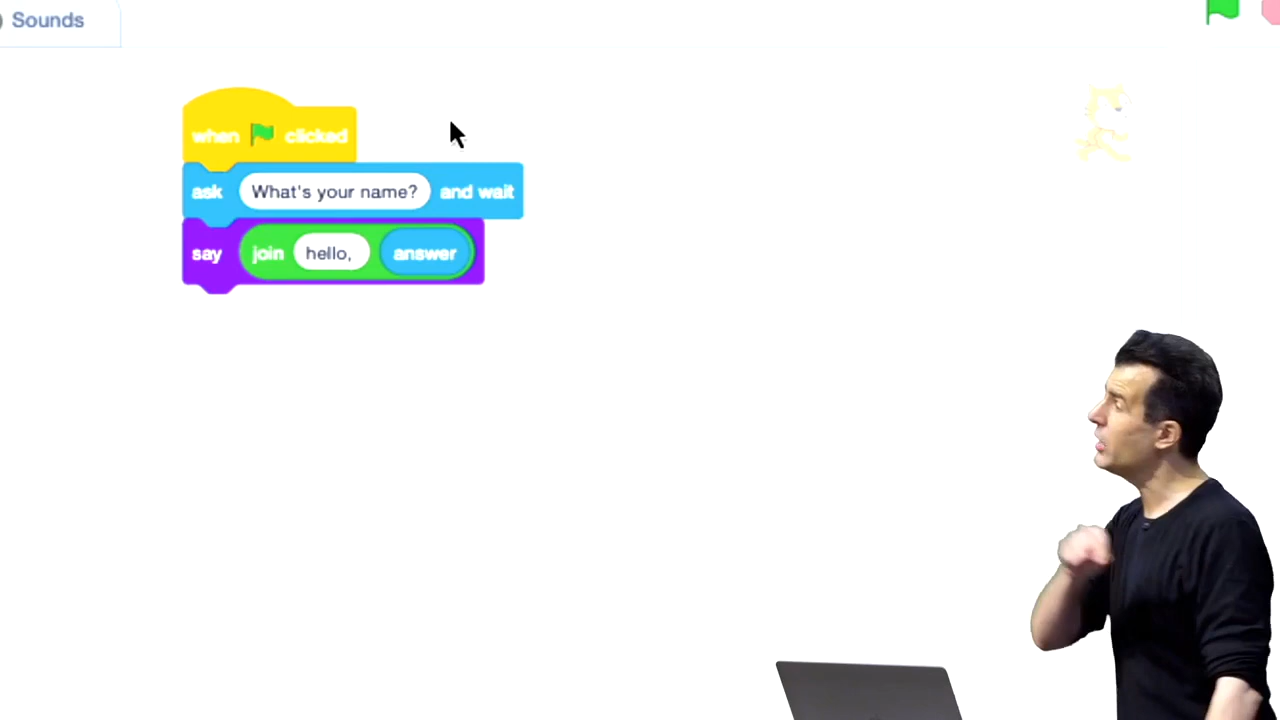 Sounds
when clicked
ask What's your name? and wait
say join hello, answer